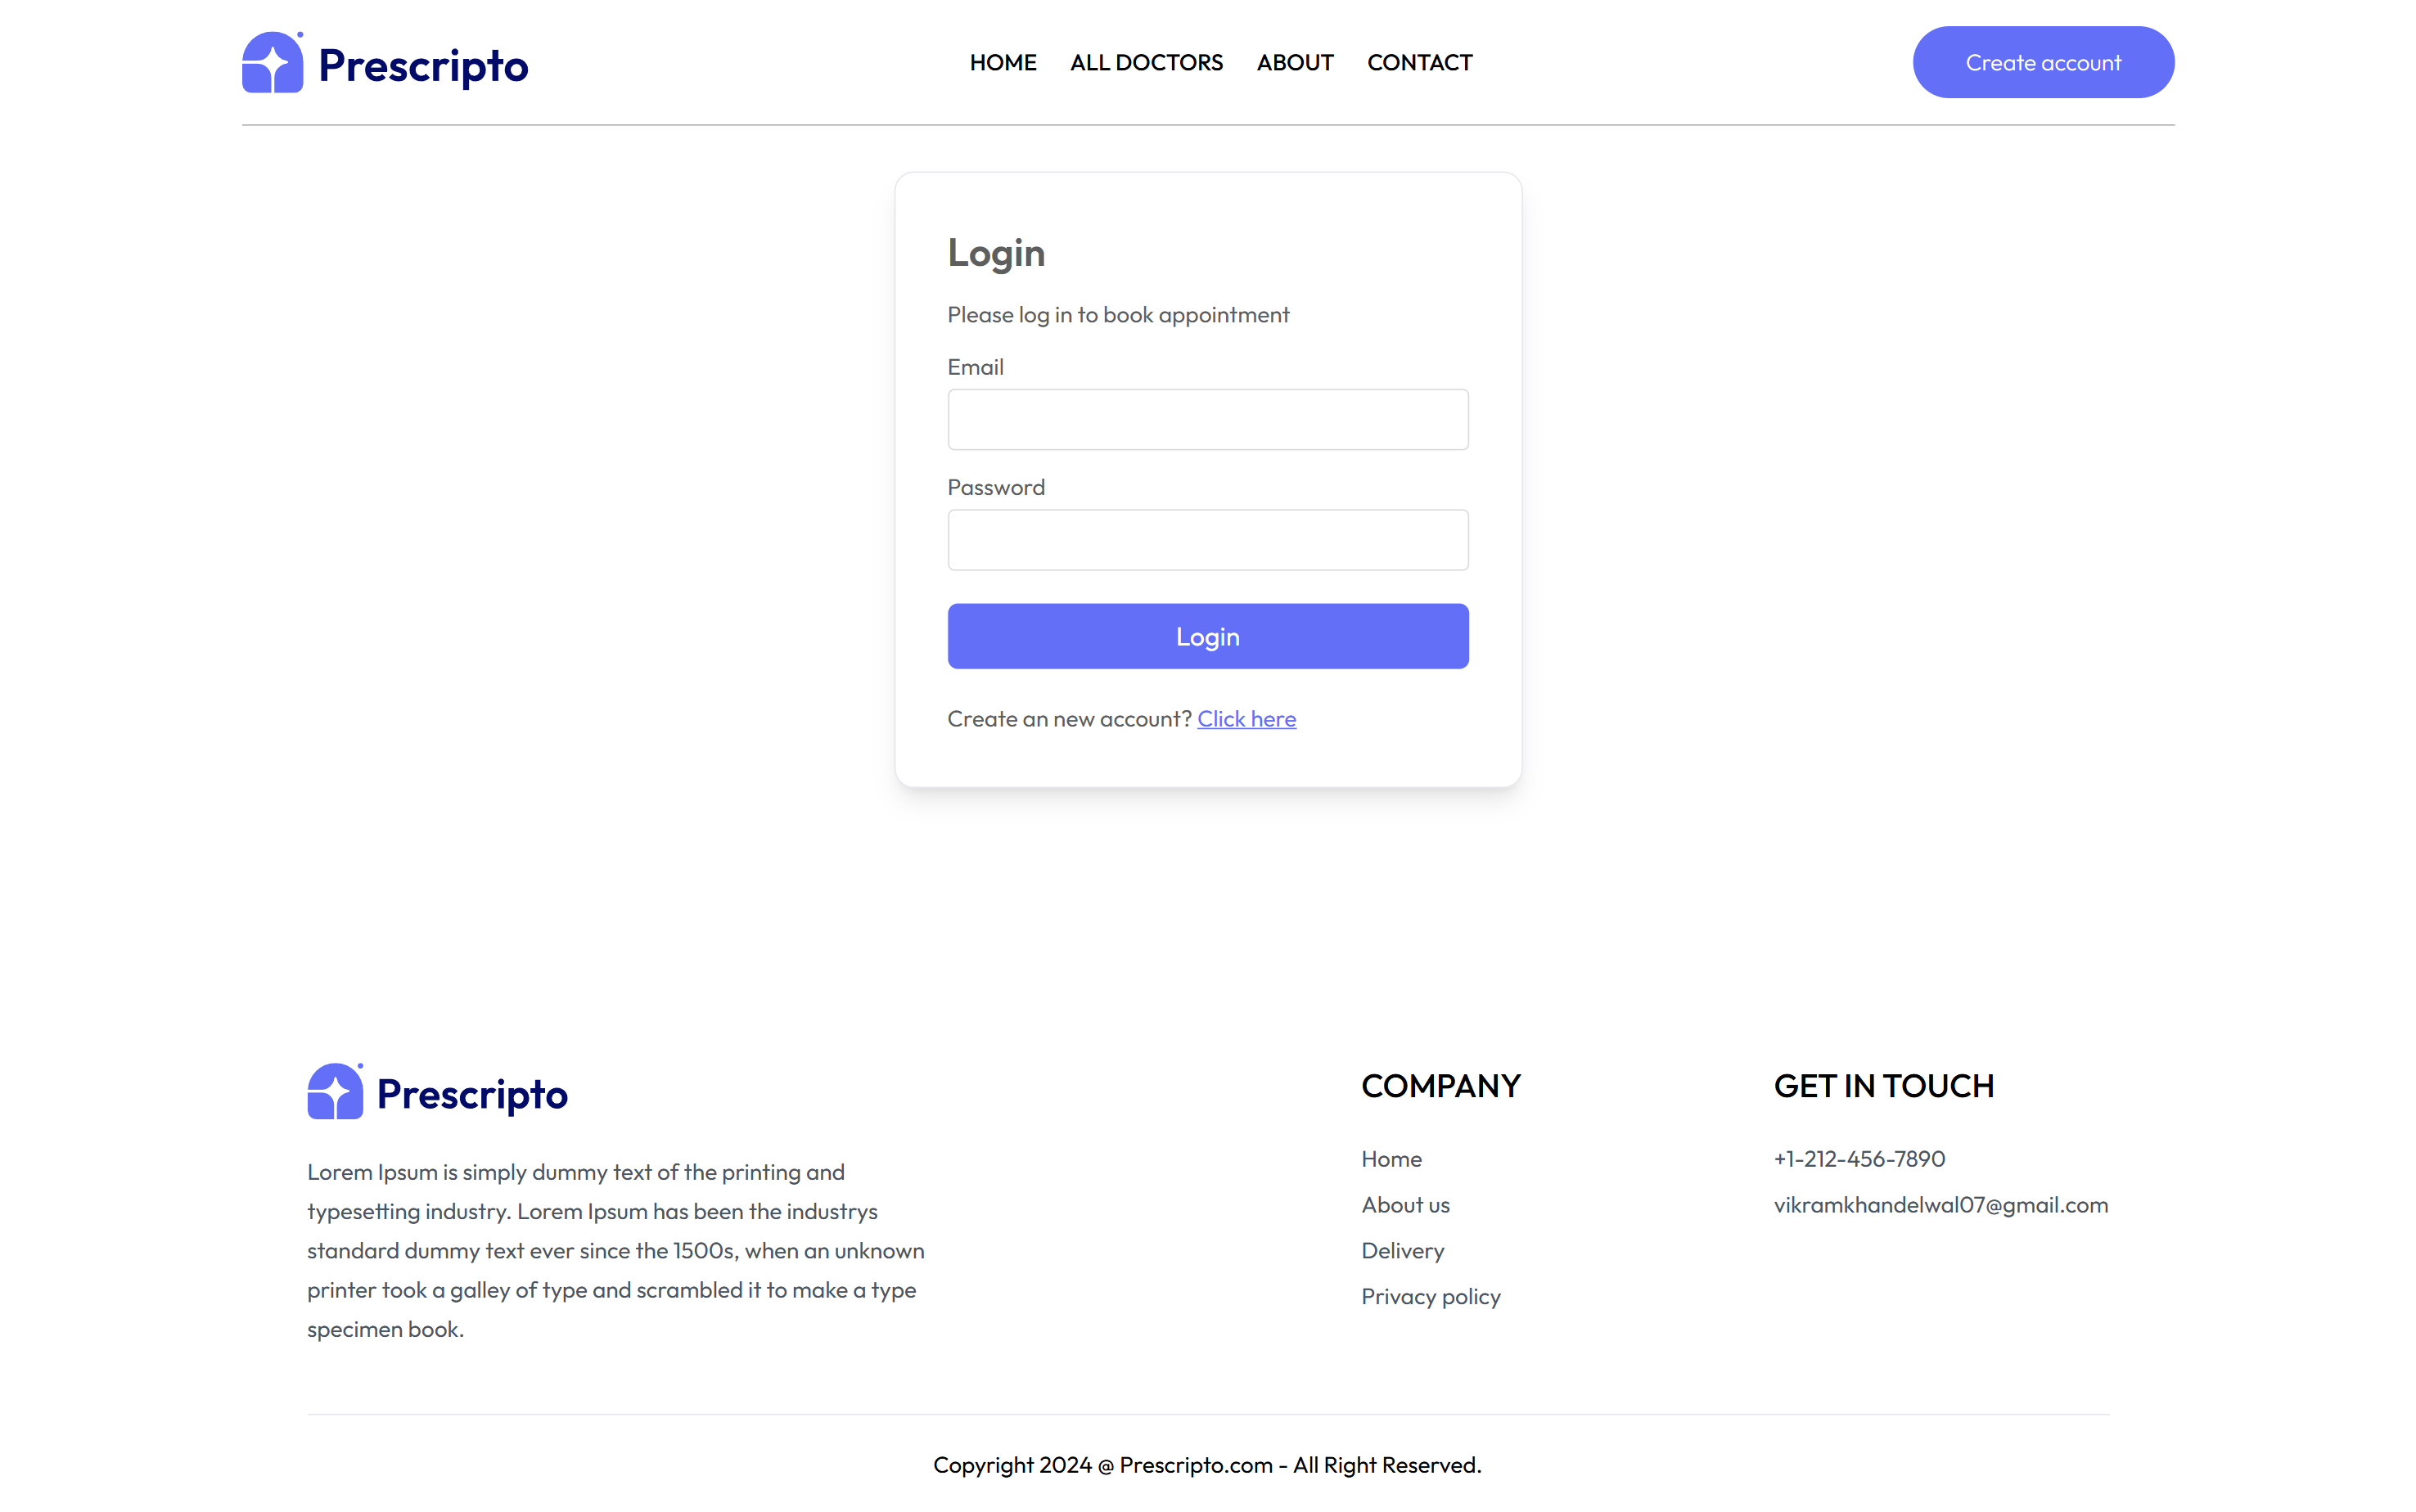 Prescripto
HOME ALL DOCTORS ABOUT CONTACT
Create account
Login
Please log in to book appointment
Email
Password
Login
Create an new account? Click here
Prescripto
Lorem Ipsum is simply dummy text of the printing and
typesetting industry. Lorem Ipsum has been the industrys
standard dummy text ever since the 1500s, when an unknown
printer took a galley of type and scrambled it to make a type
specimen book.
COMPANY
Home
About us
Delivery
Privacy policy
GET IN TOUCH
+1-212-456-7890
vikramkhandelwal07@gmail.com
Copyright 2024 @ Prescripto.com - All Right Reserved.